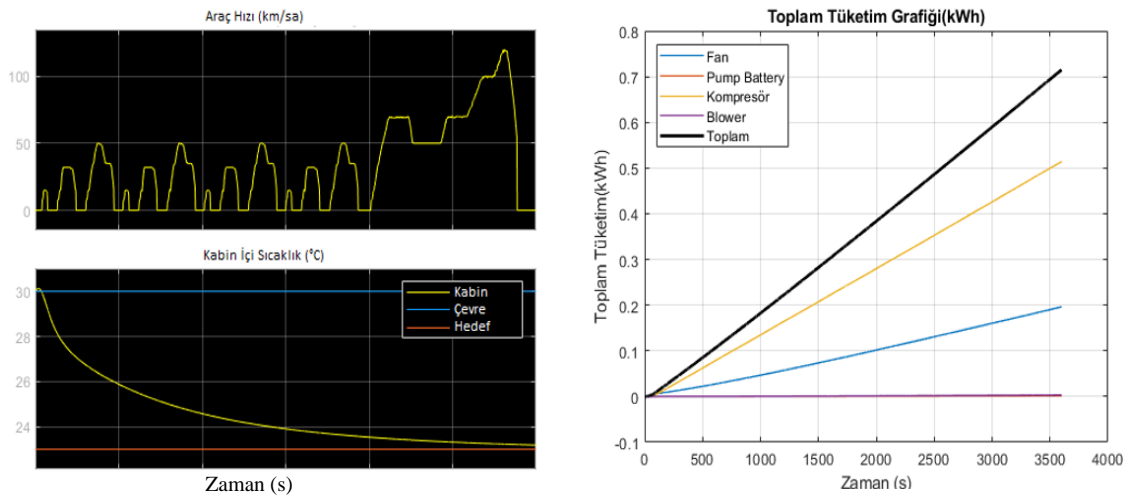 Araç Hızı (km/sa)
100
50
0
Kabin İçi Sıcaklık (⁰C)
30
28
26
24
Kabin
Çevre
Hedef
Zaman (s)
Toplam Tüketim Grafiği(kWh)
0.8
0.7
0.6
0.5
0.4
0.3
0.2
0.1
0
-0.1
Toplam Tüketim(kWh)
Fan
Pump Battery
Kompresör
Blower
Toplam
0 500 1000 1500 2000 2500 3000 3500 4000
Zaman (s)